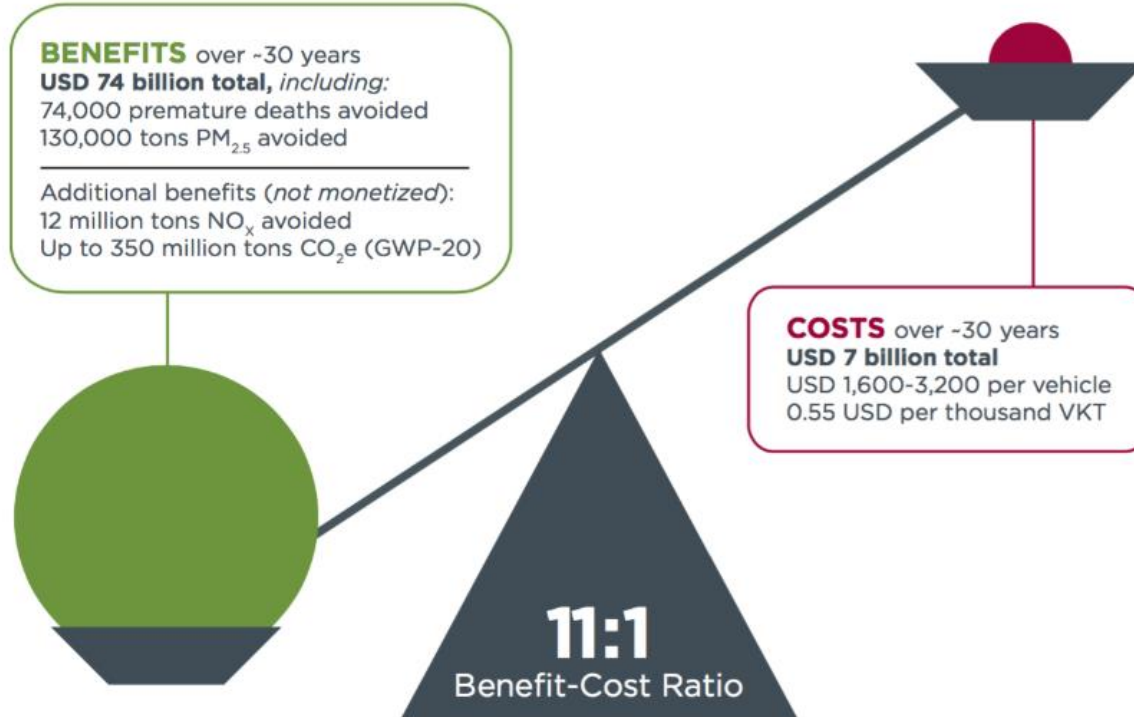 BENEFITS over ~30 years
USD 74 billion total, including:
74,000 premature deaths avoided
130,000 tons PM2.5 avoided
Additional benefits (not monetized):
12 million tons NOX avoided
Up to 350 million tons CO2e (GWP-20)
COSTS over ~30 years
USD 7 billion total
USD 1,600-3,200 per vehicle
0.55 USD per thousand VKT
11:1
Benefit-Cost Ratio